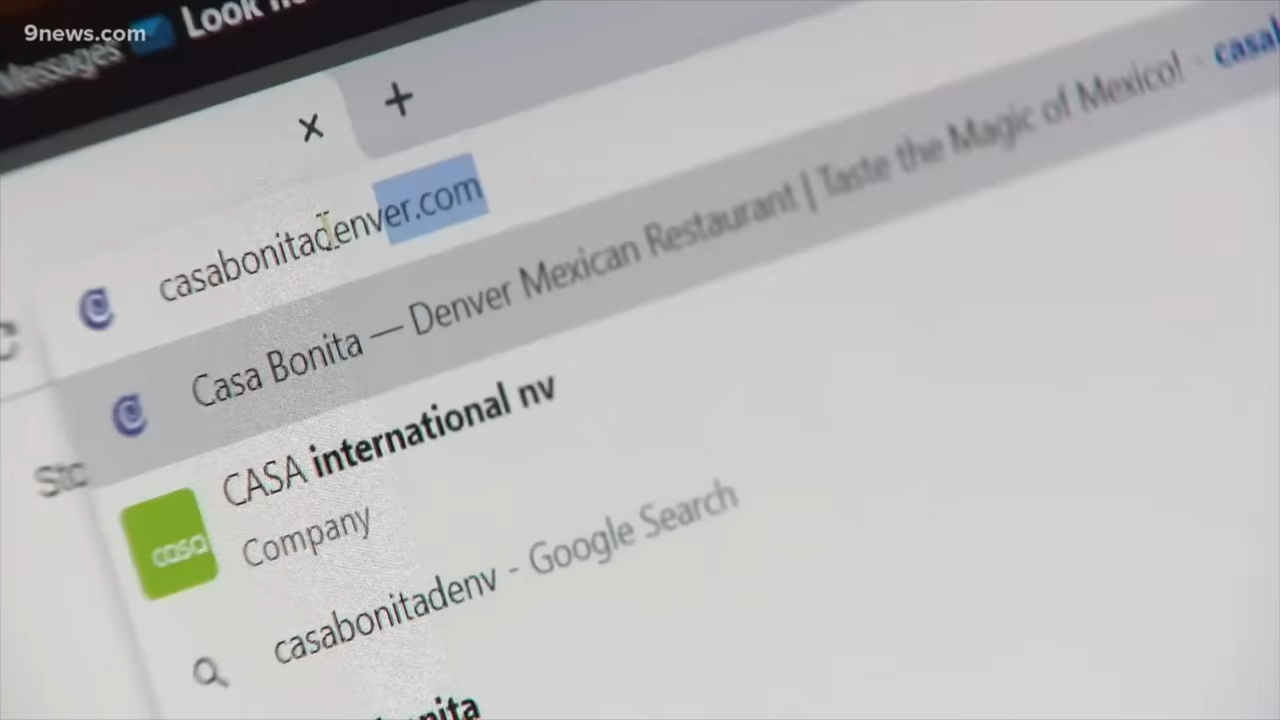 9news.com
Look
Messages
casabonitadenver.com
Casa Bonita — Denver Mexican Restaurant | Taste the Magic of Mexico! -
CASA international nv
casa
Company
casabonitadenv - Google Search